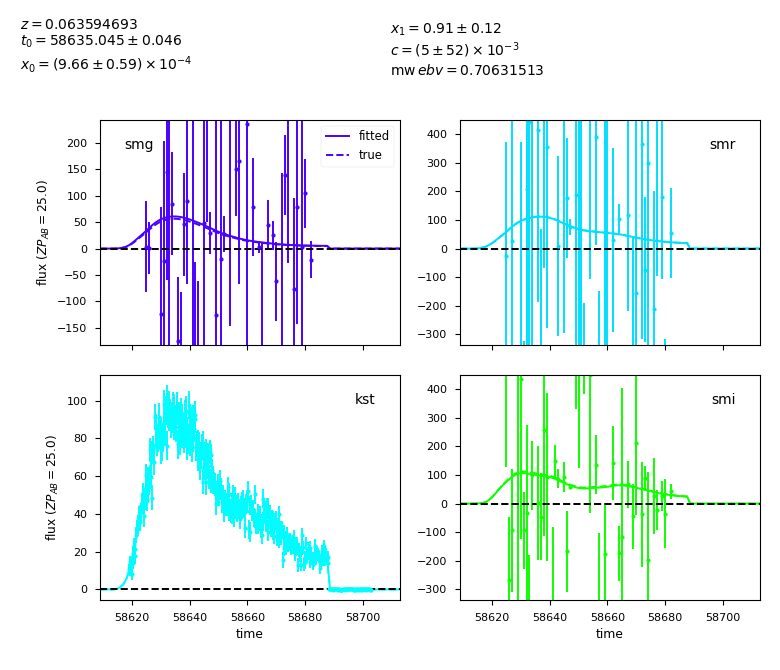 z = 0.063594693
t₀ = 58635.045 ± 0.046
x₀ = (9.66 ± 0.59) × 10⁻⁴
x₁ = 0.91 ± 0.12
c = (5 ± 52) × 10⁻³
mw ebv = 0.70631513
smg
fitted
true
200
150
100
50
0
−50
−100
−150
flux (ZP_AB = 25.0)
smr
400
300
200
100
0
−100
−200
−300
kst
100
80
60
40
20
0
flux (ZP_AB = 25.0)
58620 58640 58660 58680 58700
time
smi
400
300
200
100
0
−100
−200
−300
58620 58640 58660 58680 58700
time